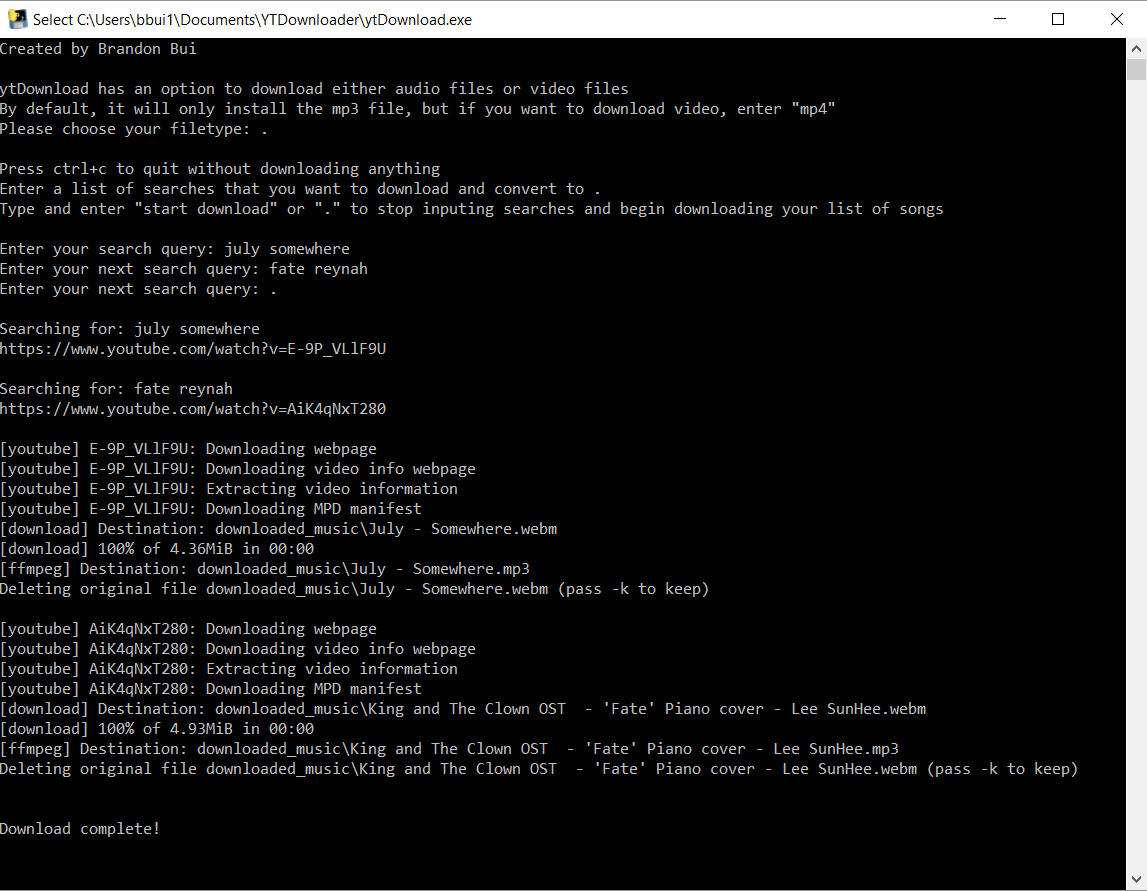 Select C:\Users\bbui1\Documents\YTDownloader\ytDownload.exe
Created by Brandon Bui
ytDownload has an option to download either audio files or video files
By default, it will only install the mp3 file, but if you want to download video, enter "mp4"
Please choose your filetype: .
Press ctrl+c to quit without downloading anything
Enter a list of searches that you want to download and convert to .
Type and enter "start download" or "." to stop inputing searches and begin downloading your list of songs
Enter your search query: july somewhere
Enter your next search query: fate reynah
Enter your next search query: .
Searching for: july somewhere
https://www.youtube.com/watch?v=E-9P_VLlF9U
Searching for: fate reynah
https://www.youtube.com/watch?v=AiK4qNxT280
[youtube] E-9P_VLlF9U: Downloading webpage
[youtube] E-9P_VLlF9U: Downloading video info webpage
[youtube] E-9P_VLlF9U: Extracting video information
[youtube] E-9P_VLlF9U: Downloading MPD manifest
[download] Destination: downloaded_music\July - Somewhere.webm
[download] 100% of 4.36MiB in 00:00
[ffmpeg] Destination: downloaded_music\July - Somewhere.mp3
Deleting original file downloaded_music\July - Somewhere.webm (pass -k to keep)
[youtube] AiK4qNxT280: Downloading webpage
[youtube] AiK4qNxT280: Downloading video info webpage
[youtube] AiK4qNxT280: Extracting video information
[youtube] AiK4qNxT280: Downloading MPD manifest
[download] Destination: downloaded_music\King and The Clown OST  - 'Fate' Piano cover - Lee SunHee.webm
[download] 100% of 4.93MiB in 00:00
[ffmpeg] Destination: downloaded_music\King and The Clown OST  - 'Fate' Piano cover - Lee SunHee.mp3
Deleting original file downloaded_music\King and The Clown OST  - 'Fate' Piano cover - Lee SunHee.webm (pass -k to keep)
Download complete!